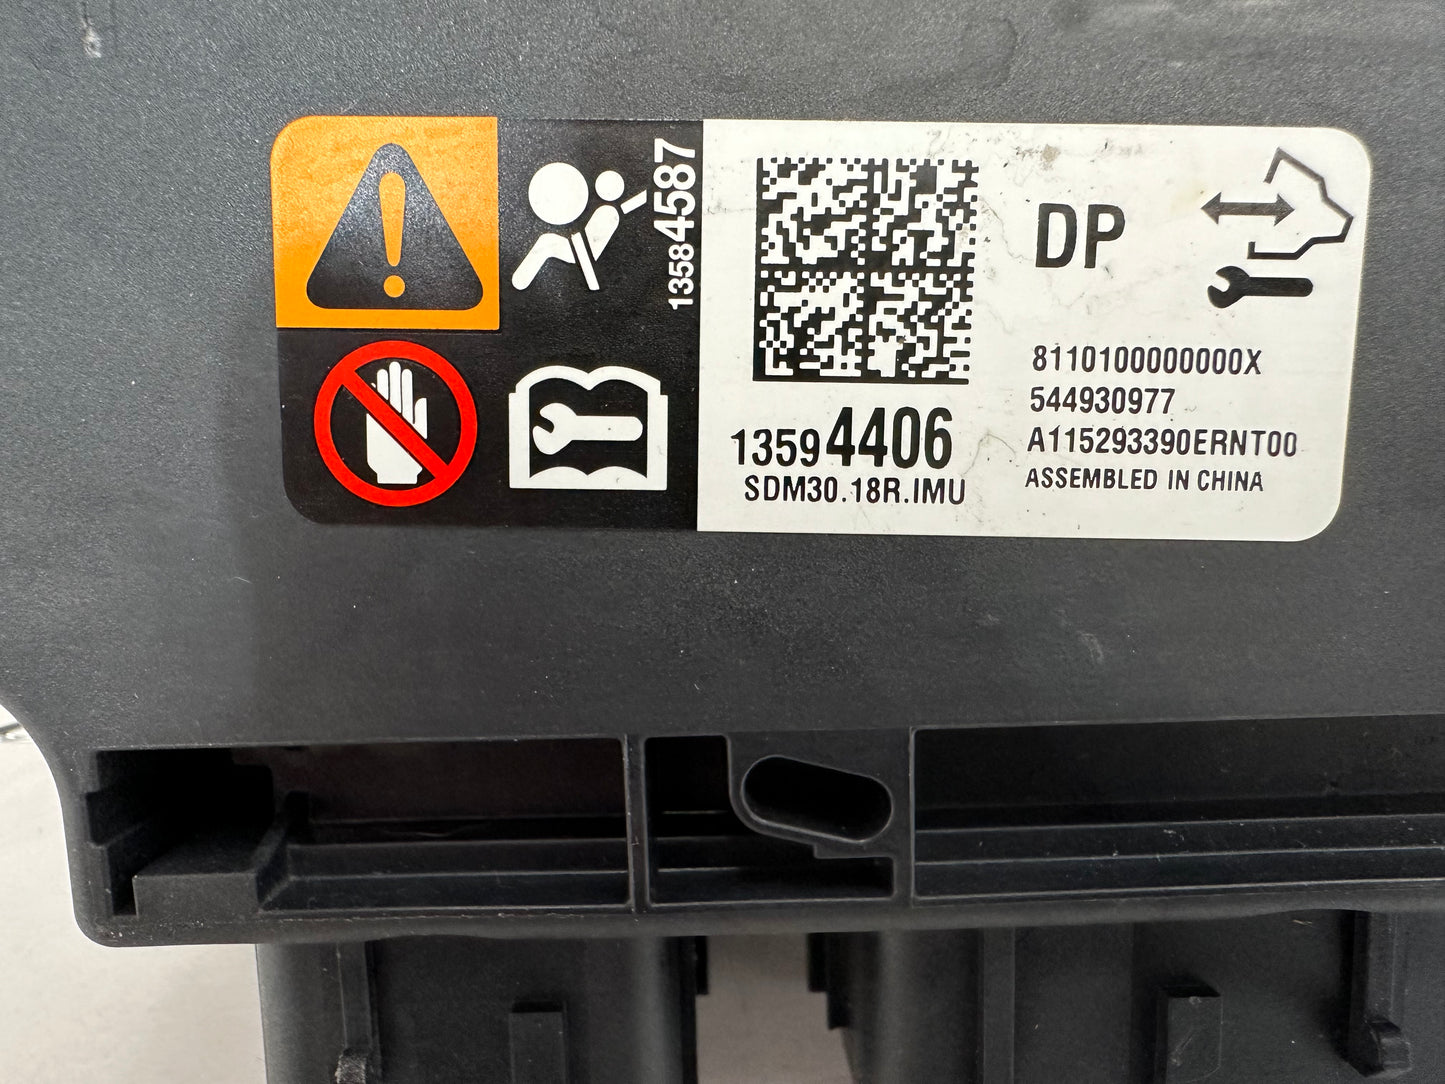 13584587
DP
13594406
SDM30.18R.IMU
8110100000000X
544930977
A115293390ERNT00
ASSEMBLED IN CHINA